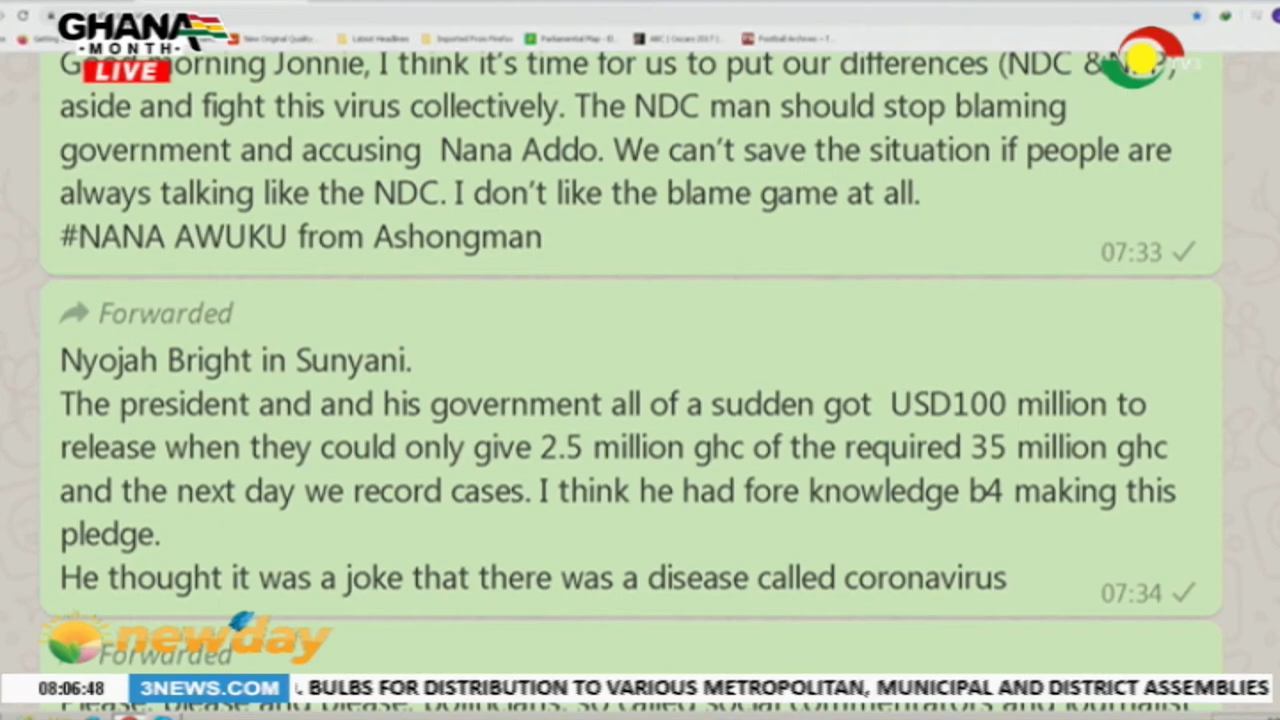 GHANA
-MONTH-
LIVE
Latest Headlines
Imported From Firefox
Good morning Jonnie, I think it's time for us to put our differences (NDC &
aside and fight this virus collectively. The NDC man should stop blaming
government and accusing Nana Addo. We can't save the situation if people are
always talking like the NDC. I don't like the blame game at all.
#NANA AWUKU from Ashongman
07:33
Forwarded
Nyojah Bright in Sunyani.
The president and and his government all of a sudden got USD100 million to
release when they could only give 2.5 million ghc of the required 35 million ghc
and the next day we record cases. I think he had fore knowledge b4 making this
pledge.
He thought it was a joke that there was a disease called coronavirus
07:34
newday
Forwarded
08:06:48 3NEWS.COM BULBS FOR DISTRIBUTION TO VARIOUS METROPOLITAN, MUNICIPAL AND DISTRICT ASSEMBLIES